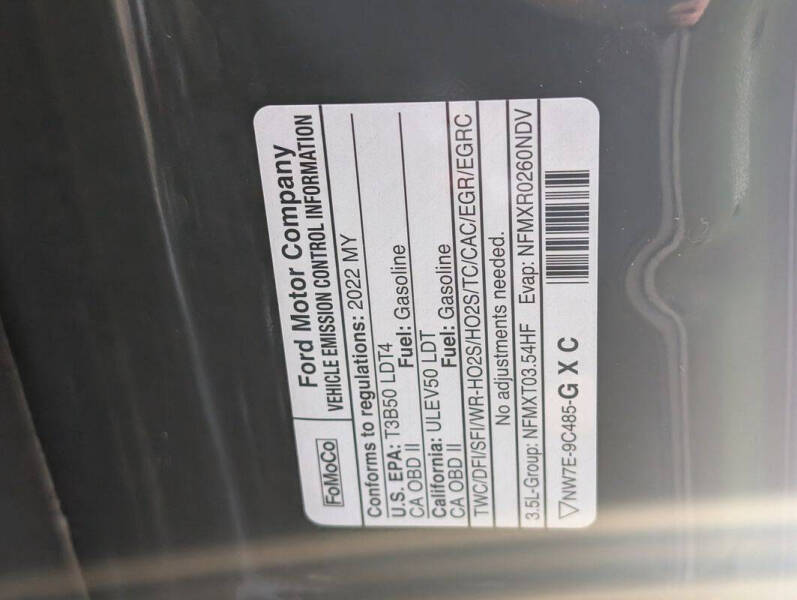 FoMoCo
Ford Motor Company
VEHICLE EMISSION CONTROL INFORMATION
Conforms to regulations: 2022 MY
U.S. EPA: T3B50 LDT4
CA OBD II Fuel: Gasoline
California: ULEV50 LDT
CA OBD II Fuel: Gasoline
TWC/DFI/SFI/WR-HO2S/HO2S/TC/CAC/EGR/EGRC
No adjustments needed.
3.5L-Group: NFMXT03.54HF Evap: NFMXR0260NDV
▽NW7E-9C485-G X C